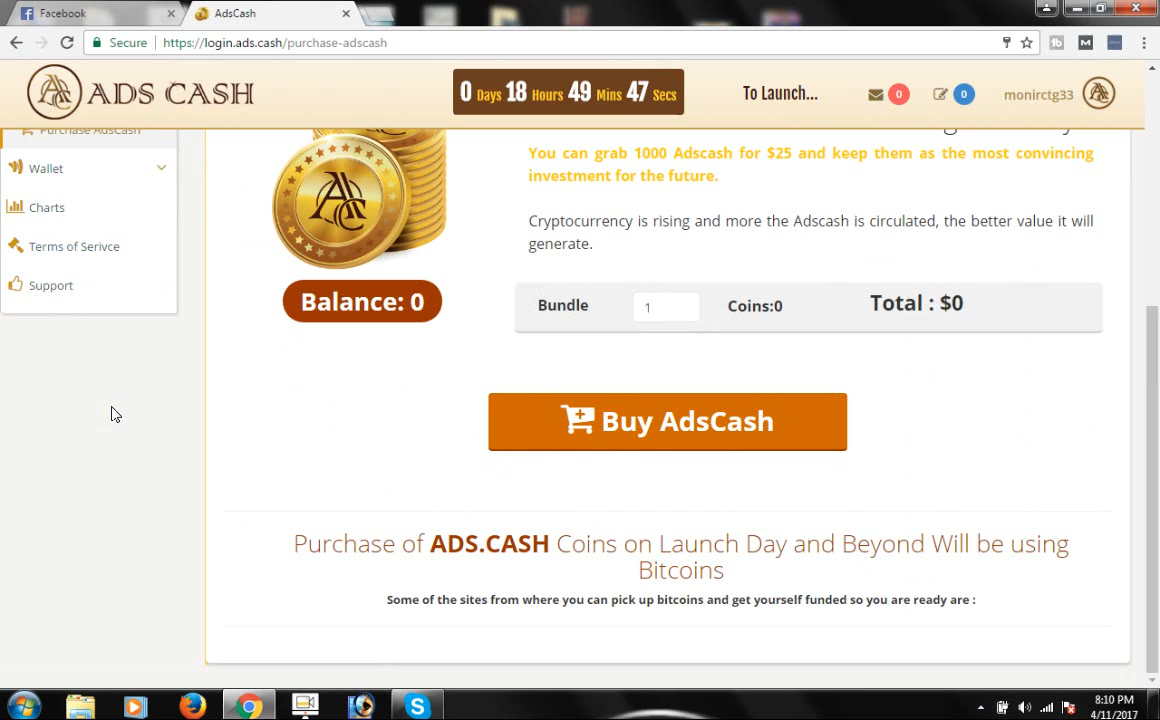 Facebook
AdsCash
Secure
https://login.ads.cash/purchase-adscash
ADS CASH
0 Days 18 Hours 49 Mins 47 Secs
To Launch...
0
0
monirctg33
Purchase AdsCash
Wallet
Charts
Terms of Serivce
Support
You can grab 1000 Adscash for $25 and keep them as the most convincing
investment for the future.
Cryptocurrency is rising and more the Adscash is circulated, the better value it will
generate.
Balance: 0
Bundle 1 Coins:0 Total : $0
Buy AdsCash
Purchase of ADS.CASH Coins on Launch Day and Beyond Will be using
Bitcoins
Some of the sites from where you can pick up bitcoins and get yourself funded so you are ready are :
8:10 PM
4/11/2017